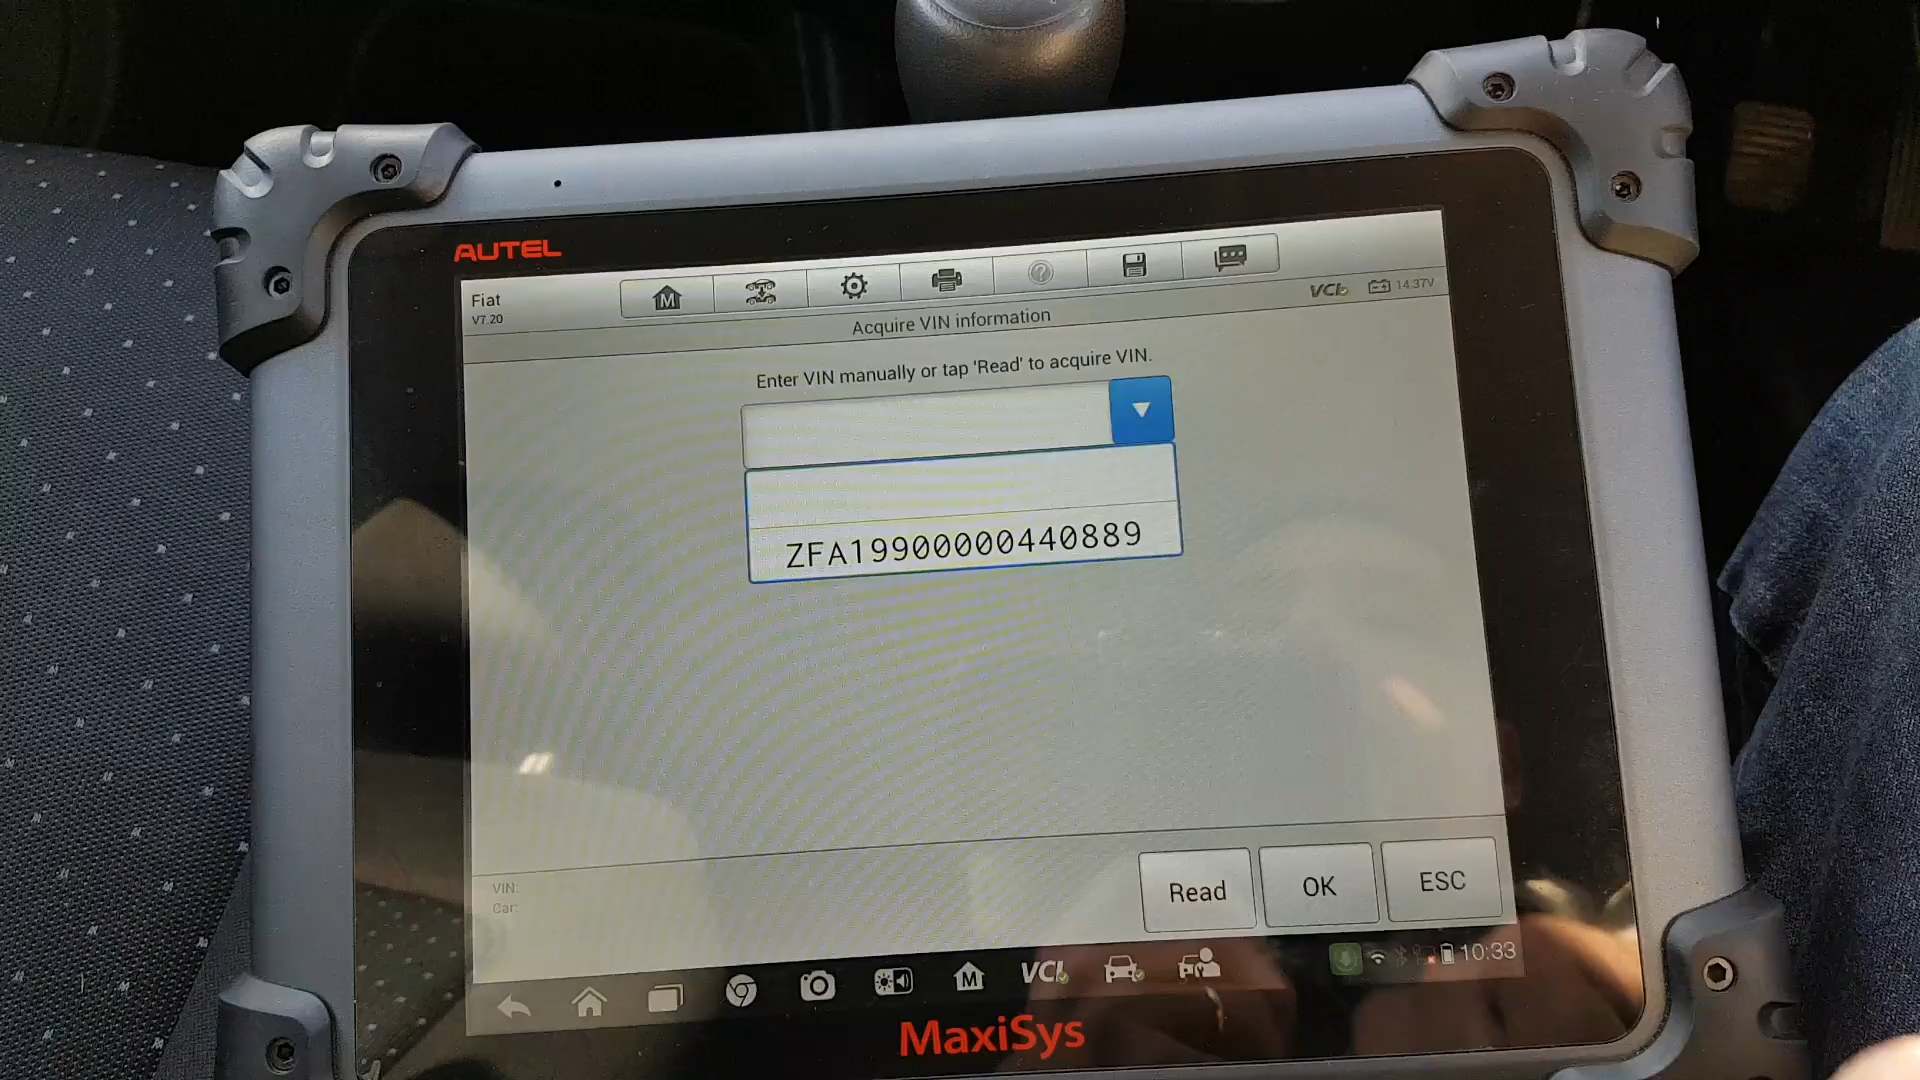 AUTEL
Fiat
V7.20
M
VCI
14.37V
Acquire VIN information
Enter VIN manually or tap 'Read' to acquire VIN.
ZFA19900000440889
VIN:
Car:
Read
OK
ESC
M
VCI
10:33
MaxiSys